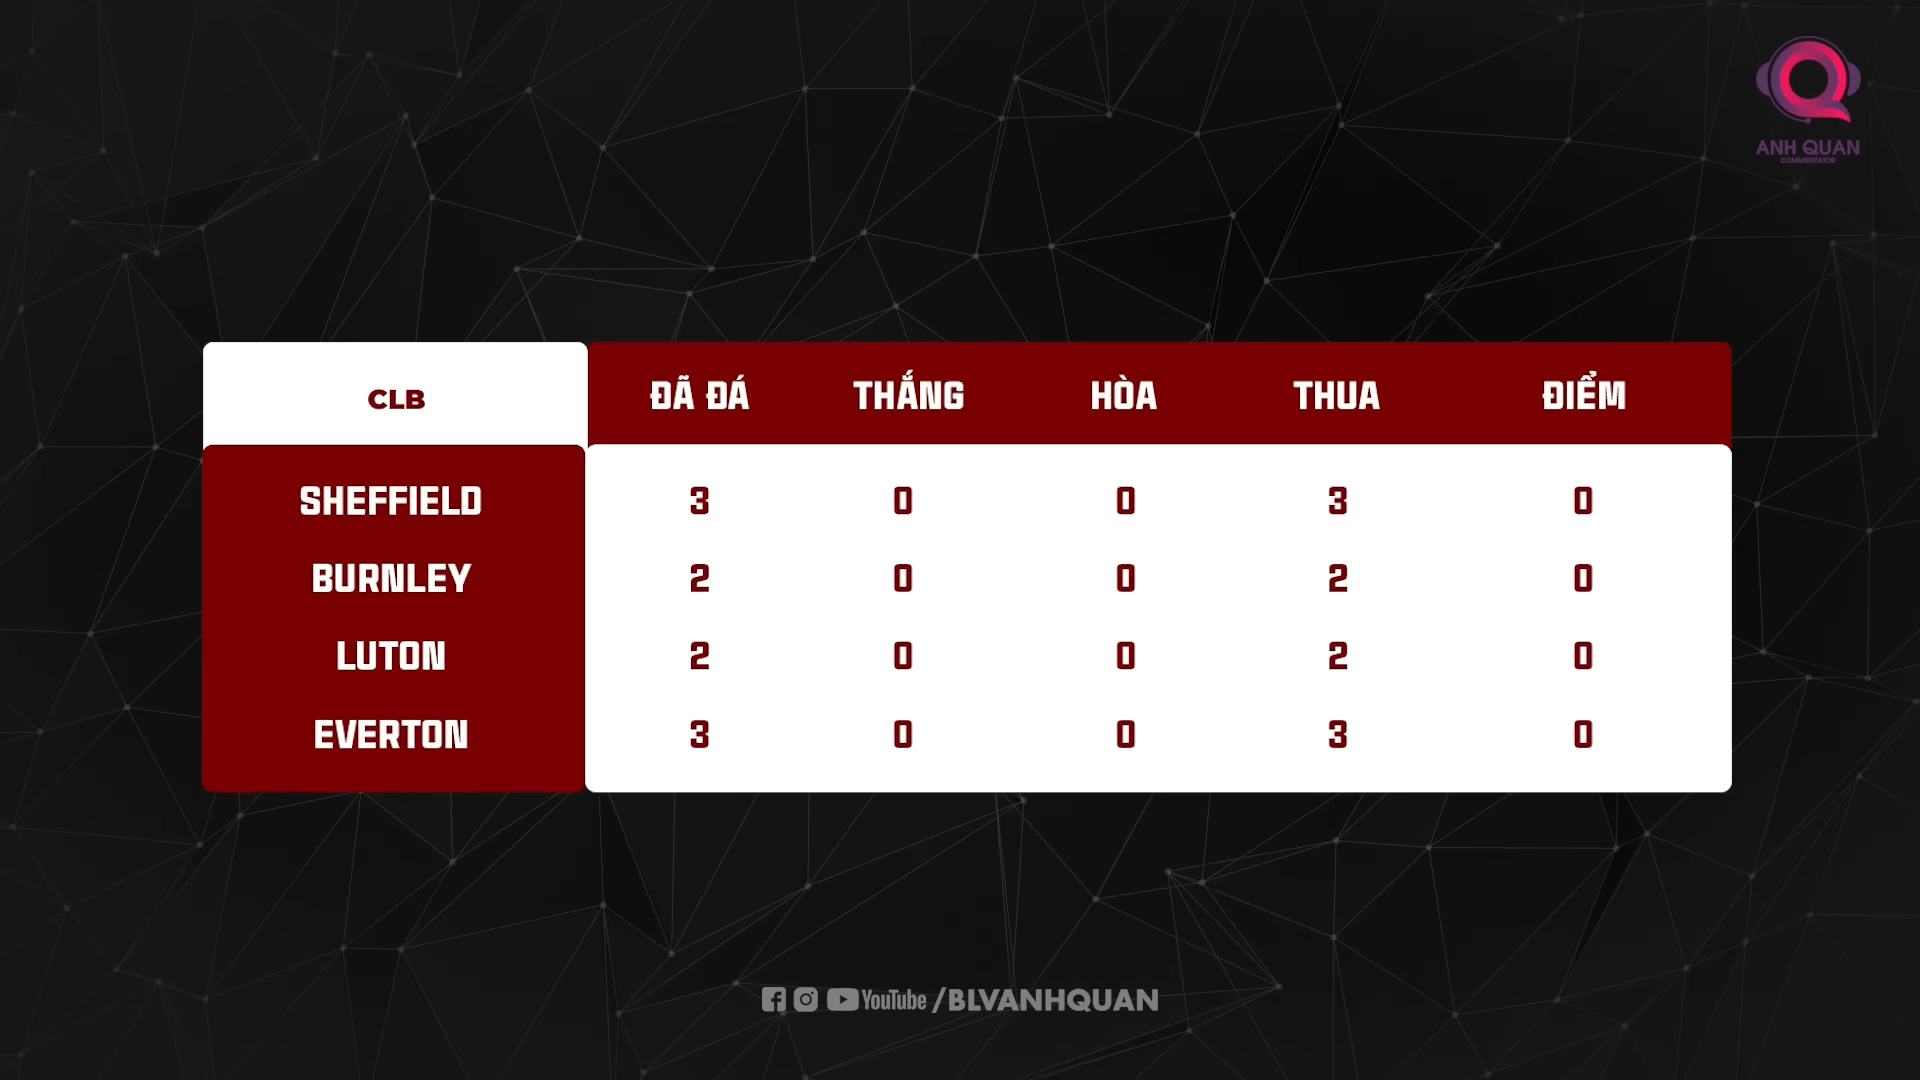 ANH QUAN
COMMENTATOR
CLB ĐÃ ĐÁ THẮNG HÒA THUA ĐIỂM
SHEFFIELD 3 0 0 3 0
BURNLEY 2 0 0 2 0
LUTON 2 0 0 2 0
EVERTON 3 0 0 3 0
YouTube /BLVANHQUAN